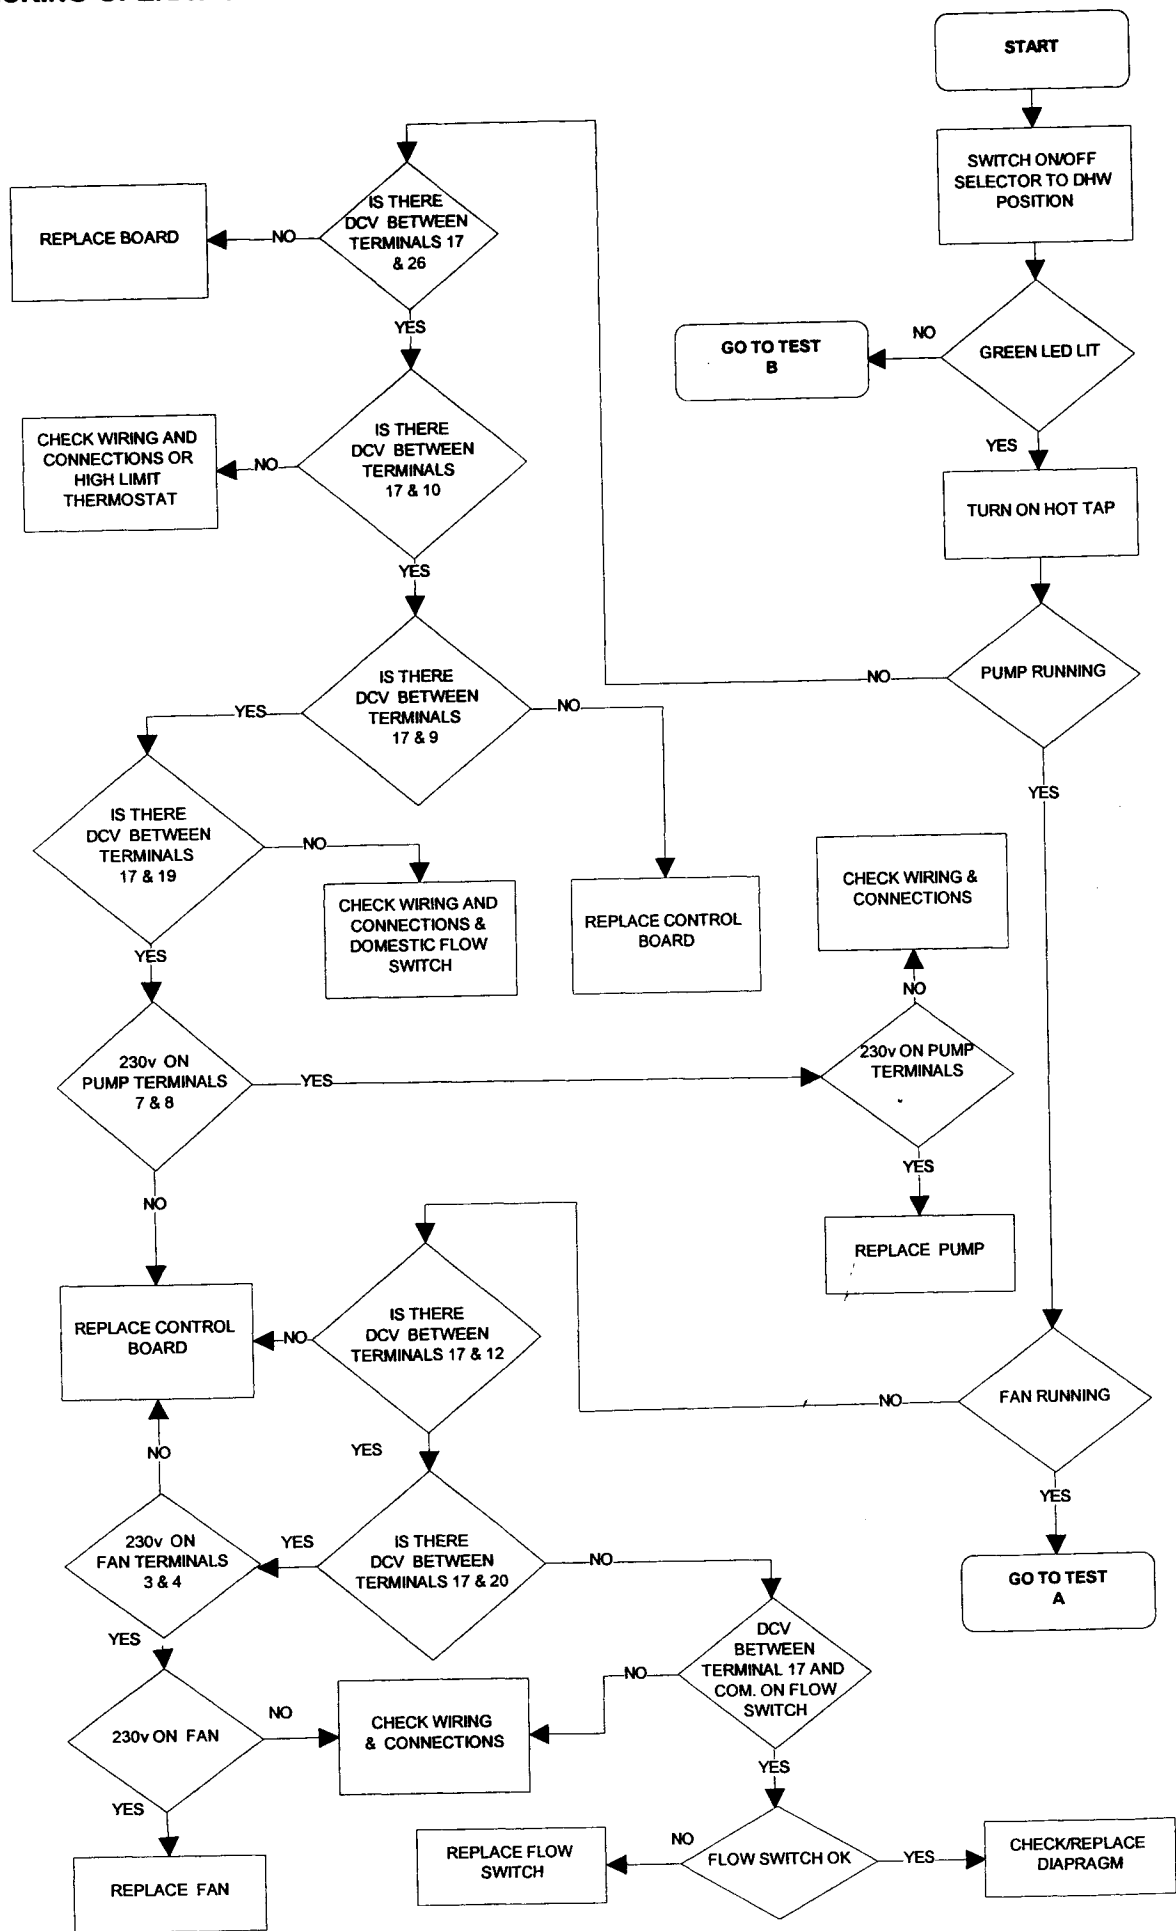 START
SWITCH ON/OFF
SELECTOR TO DHW
POSITION
GREEN LED LIT
NO
GO TO TEST
B
YES
TURN ON HOT TAP
PUMP RUNNING
NO
YES
IS THERE
DCV BETWEEN
TERMINALS 17
& 26
NO
REPLACE BOARD
YES
IS THERE
DCV BETWEEN
TERMINALS
17 & 10
NO
CHECK WIRING AND
CONNECTIONS OR
HIGH LIMIT
THERMOSTAT
YES
IS THERE
DCV BETWEEN
TERMINALS
17 & 9
NO
REPLACE CONTROL
BOARD
YES
IS THERE
DCV BETWEEN
TERMINALS
17 & 19
NO
CHECK WIRING AND
CONNECTIONS &
DOMESTIC FLOW
SWITCH
YES
230v ON
PUMP TERMINALS
7 & 8
YES
230v ON PUMP
TERMINALS
NO
CHECK WIRING &
CONNECTIONS
YES
REPLACE PUMP
NO
REPLACE CONTROL
BOARD
FAN RUNNING
NO
YES
GO TO TEST
A
IS THERE
DCV BETWEEN
TERMINALS 17 & 12
NO
YES
IS THERE
DCV BETWEEN
TERMINALS 17 & 20
YES
230v ON
FAN TERMINALS
3 & 4
NO
YES
230v ON FAN
NO
CHECK WIRING
& CONNECTIONS
YES
REPLACE FAN
NO
DCV
BETWEEN
TERMINAL 17 AND
COM. ON FLOW
SWITCH
NO
YES
FLOW SWITCH OK
NO
REPLACE FLOW
SWITCH
YES
CHECK/REPLACE
DIAPRAGM